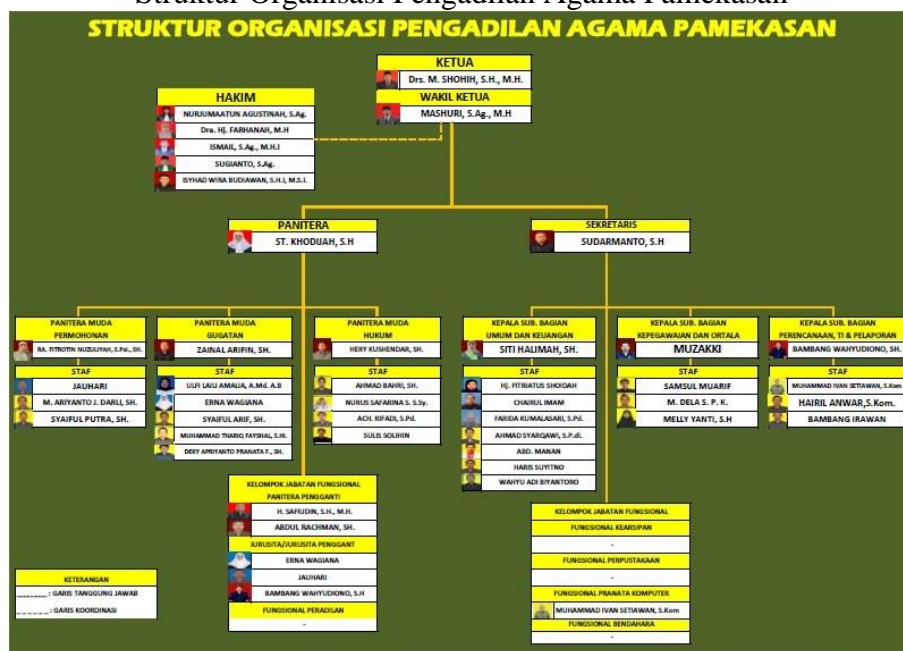 Struktur Organisasi Pengadilan Agama Pamekasan
STRUKTUR ORGANISASI PENGADILAN AGAMA PAMEKASAN
KETUA
Drs. M. SHOHIH, S.H., M.H.
WAKIL KETUA
MASHURI, S.Ag., M.H
HAKIM
NURJUMAATUN AGUSTINAH, S.Ag.
Dra. Hj. FARHANAH, M.H
ISMAIL, S.Ag., M.H.I
SUGIANTO, S.Ag.
ISYHAD WIRA BUDIAWAN, S.H.I, M.S.I.
PANITERA
ST. KHODIJAH, S.H
SEKRETARIS
SUDARMANTO, S.H
PANITERA MUDA
PERMOHONAN
RA. FITROTIN NUZULIYAH, S.Psi., SH.
STAF
JAUHARI
M. ARIYANTO J. DARLI, SH.
SYAIFUL PUTRA, SH.
PANITERA MUDA
GUGATAN
ZAINAL ARIFIN, SH.
STAF
ULFI LAILI AMALIA, A.Md. A.B
ERNA WAGIANA
SYAIFUL ARIF, SH.
MUHAMMAD THARIQ FAYSHAL, S.Hi.
DEKY APRIYANTO PRANATA F., SH.
PANITERA MUDA
HUKUM
HERY KUSHENDAR, SH.
STAF
AHMAD BAHRI, SH.
NURUS SAFARINA S. S.Sy.
ACH. RIFADI, S.Pd.
SULIS SOLIHIN
KEPALA SUB. BAGIAN
UMUM DAN KEUANGAN
SITI HALIMAH, SH.
STAF
Hj. FITRIATUS SHOIDAH
CHAIRUL IMAM
FARIDA KUMALASARI, S.Pd.
AHMAD SYARQAWI, S.P.dI.
ABD. MANAN
HARIS SUYITNO
WAHYU ADI BIYANTORO
KEPALA SUB. BAGIAN
KEPEGAWAIAN DAN ORTALA
MUZAKKI
STAF
SAMSUL MUARIF
M. DELA S. P. K.
MELLY YANTI, S.H
KEPALA SUB. BAGIAN
PERENCANAAN, TI & PELAPORAN
BAMBANG WAHYUDIONO, SH.
STAF
MUHAMMAD IVAN SETIAWAN, S.Kom
HAIRIL ANWAR,S.Kom.
BAMBANG IRAWAN
KELOMPOK JABATAN FUNGSIONAL
PANITERA PENGGANTI
H. SAFIUDIN, S.H., M.H.
ABDUL RACHMAN, SH.
JURUSITA/JURUSITA PENGGANT
ERNA WAGIANA
JAUHARI
BAMBANG WAHYUDIONO, S.H
FUNGSIONAL PERADILAN
-
KELOMPOK JABATAN FUNGSIONAL
FUNGSIONAL KEARSIPAN
-
FUNGSIONAL PERPUSTAKAAN
-
FUNGSIONAL PRANATA KOMPUTER
MUHAMMAD IVAN SETIAWAN, S.Kom
FUNGSIONAL BENDAHARA
-
KETERANGAN
_______ : GARIS TANGGUNG JAWAB
_ _ _ _ _ _ : GARIS KOORDINASI